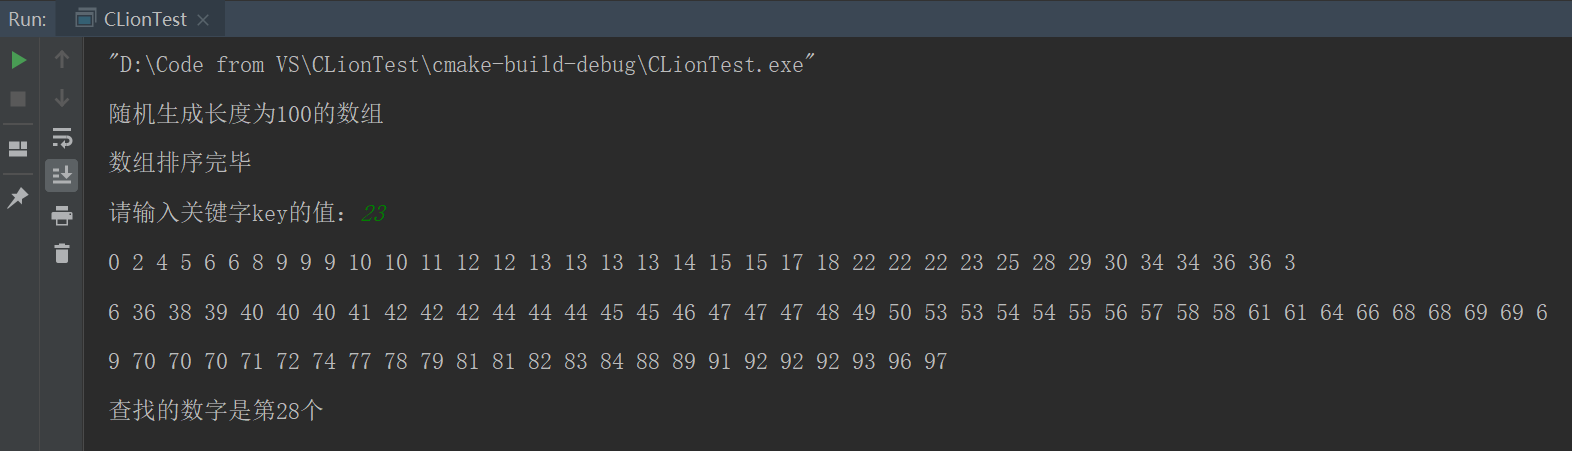 Run: CLionTest
"D:\Code from VS\CLionTest\cmake-build-debug\CLionTest.exe"
随机生成长度为100的数组
数组排序完毕
请输入关键字key的值：23
0 2 4 5 6 6 8 9 9 9 10 10 11 12 12 13 13 13 13 14 15 15 17 18 22 22 22 23 25 28 29 30 34 34 36 36 3
6 36 38 39 40 40 40 41 42 42 42 44 44 44 45 45 46 47 47 47 48 49 50 53 53 54 54 55 56 57 58 58 61 61 64 66 68 68 69 69 6
9 70 70 70 71 72 74 77 78 79 81 81 82 83 84 88 89 91 92 92 92 93 96 97
查找的数字是第28个